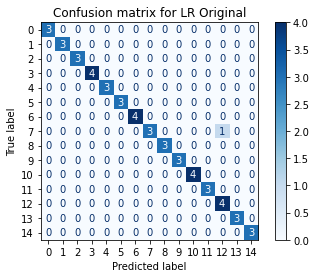 Confusion matrix for LR Original
True label
0 3 0 0 0 0 0 0 0 0 0 0 0 0 0 0
1 0 3 0 0 0 0 0 0 0 0 0 0 0 0 0
2 0 0 3 0 0 0 0 0 0 0 0 0 0 0 0
3 0 0 0 4 0 0 0 0 0 0 0 0 0 0 0
4 0 0 0 0 3 0 0 0 0 0 0 0 0 0 0
5 0 0 0 0 0 3 0 0 0 0 0 0 0 0 0
6 0 0 0 0 0 0 4 0 0 0 0 0 0 0 0
7 0 0 0 0 0 0 0 3 0 0 0 0 1 0 0
8 0 0 0 0 0 0 0 0 3 0 0 0 0 0 0
9 0 0 0 0 0 0 0 0 0 3 0 0 0 0 0
10 0 0 0 0 0 0 0 0 0 0 4 0 0 0 0
11 0 0 0 0 0 0 0 0 0 0 0 3 0 0 0
12 0 0 0 0 0 0 0 0 0 0 0 0 4 0 0
13 0 0 0 0 0 0 0 0 0 0 0 0 0 3 0
14 0 0 0 0 0 0 0 0 0 0 0 0 0 0 3
0 1 2 3 4 5 6 7 8 9 10 11 12 13 14
Predicted label
4.0
3.5
3.0
2.5
2.0
1.5
1.0
0.5
0.0